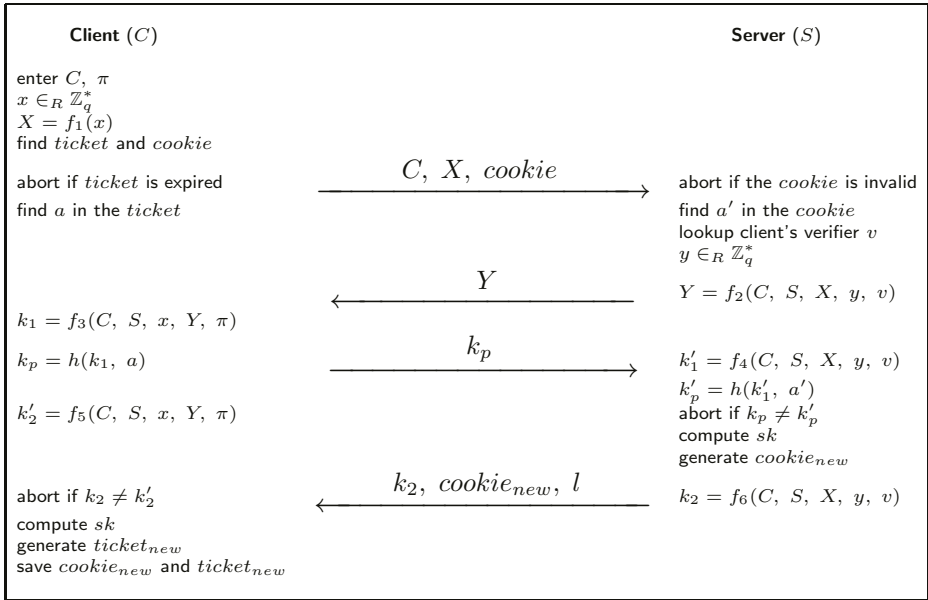 Client (C) Server (S)
enter C, π
x ∈_R ℤ*_q
X = f_1(x)
find ticket and cookie
C, X, cookie
abort if ticket is expired abort if the cookie is invalid
find a in the ticket find a′ in the cookie
lookup client's verifier v
y ∈_R ℤ*_q
Y
Y = f_2(C, S, X, y, v)
k_1 = f_3(C, S, x, Y, π)
k_p
k_p = h(k_1, a) k′_1 = f_4(C, S, X, y, v)
k′_p = h(k′_1, a′)
k′_2 = f_5(C, S, x, Y, π) abort if k_p ≠ k′_p
compute sk
generate cookie_new
k_2, cookie_new, l
abort if k_2 ≠ k′_2 k_2 = f_6(C, S, X, y, v)
compute sk
generate ticket_new
save cookie_new and ticket_new